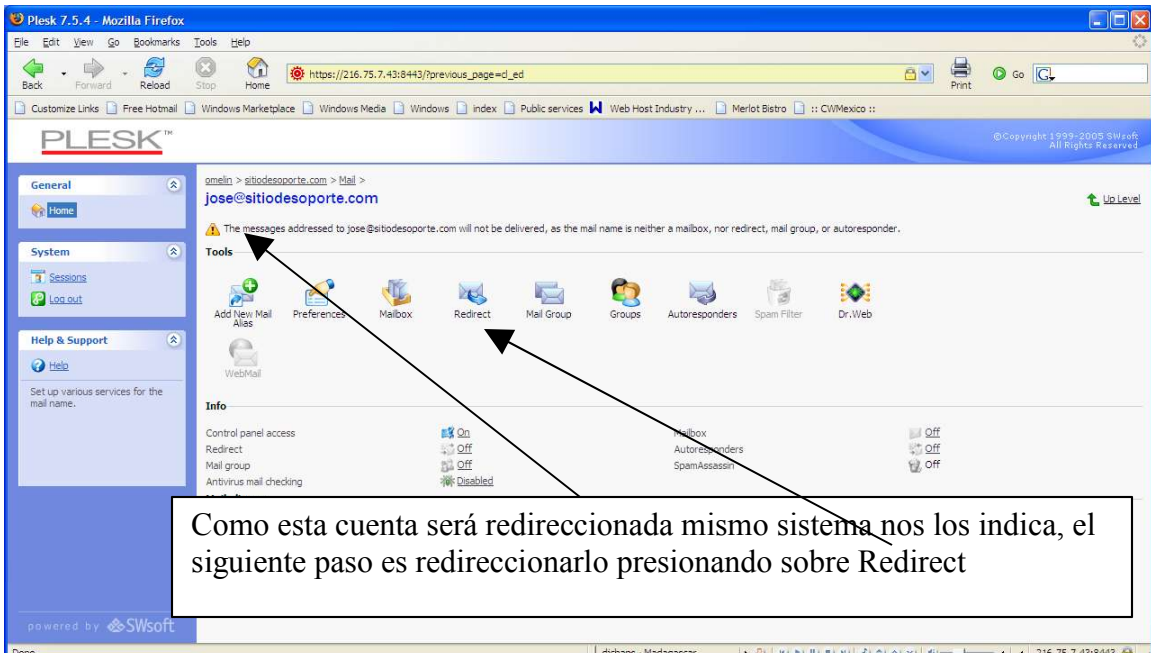 Plesk 7.5.4 - Mozilla Firefox
File Edit View Go Bookmarks Tools Help
Back Forward Reload Stop Home https://216.75.7.43:8443/?previous_page=cl_ed Print Go
Customize Links Free Hotmail Windows Marketplace Windows Media Windows index Public services Web Host Industry ... Merlot Bistro :: CWMexico ::
PLESK™
©Copyright 1999-2005 SWsoft
All Rights Reserved
General
Home
System
Sessions
Log out
Help & Support
Help
Set up various services for the
mail name.
powered by SWsoft
omelin > sitiodesoporte.com > Mail >
jose@sitiodesoporte.com
Up Level
The messages addressed to jose@sitiodesoporte.com will not be delivered, as the mail name is neither a mailbox, nor redirect, mail group, or autoresponder.
Tools
Add New Mail Alias
Preferences
Mailbox
Redirect
Mail Group
Groups
Autoresponders
Spam Filter
Dr.Web
WebMail
Info
Control panel access On Mailbox Off
Redirect Off Autoresponders Off
Mail group Off SpamAssassin Off
Antivirus mail checking Disabled
Como esta cuenta será redireccionada mismo sistema nos los indica, el
siguiente paso es redireccionarlo presionando sobre Redirect
Done
216.75.7.43:8443